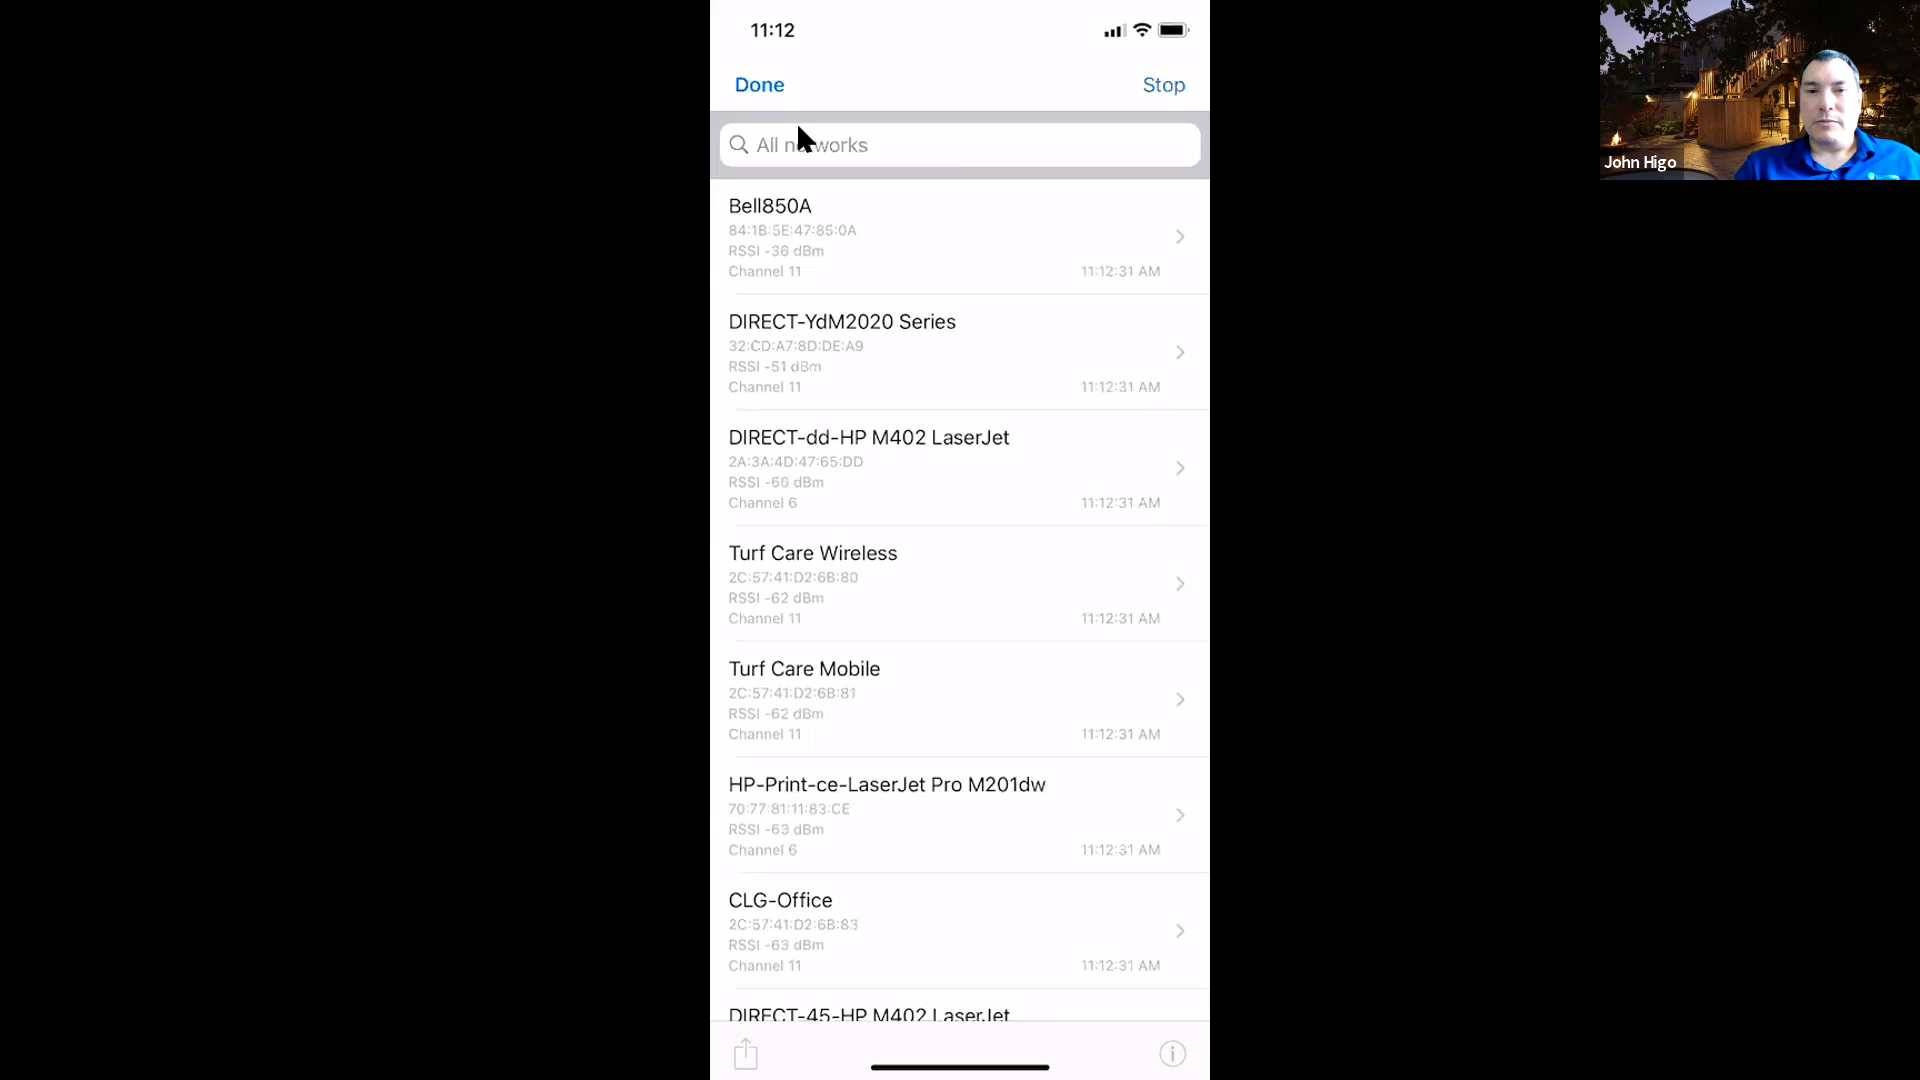 11:12
Done
Stop
All networks
Bell850A
84:1B:5E:47:85:0A
RSSI -36 dBm
Channel 11
11:12:31 AM
DIRECT-YdM2020 Series
32:CD:A7:8D:DE:A9
RSSI -51 dBm
Channel 11
11:12:31 AM
DIRECT-dd-HP M402 LaserJet
2A:3A:4D:47:65:DD
RSSI -66 dBm
Channel 6
11:12:31 AM
Turf Care Wireless
2C:57:41:D2:6B:80
RSSI -62 dBm
Channel 11
11:12:31 AM
Turf Care Mobile
2C:57:41:D2:6B:81
RSSI -62 dBm
Channel 11
11:12:31 AM
HP-Print-ce-LaserJet Pro M201dw
70:77:81:11:83:CE
RSSI -63 dBm
Channel 6
11:12:31 AM
CLG-Office
2C:57:41:D2:6B:83
RSSI -63 dBm
Channel 11
11:12:31 AM
DIRECT-45-HP M402 LaserJet
John Higo